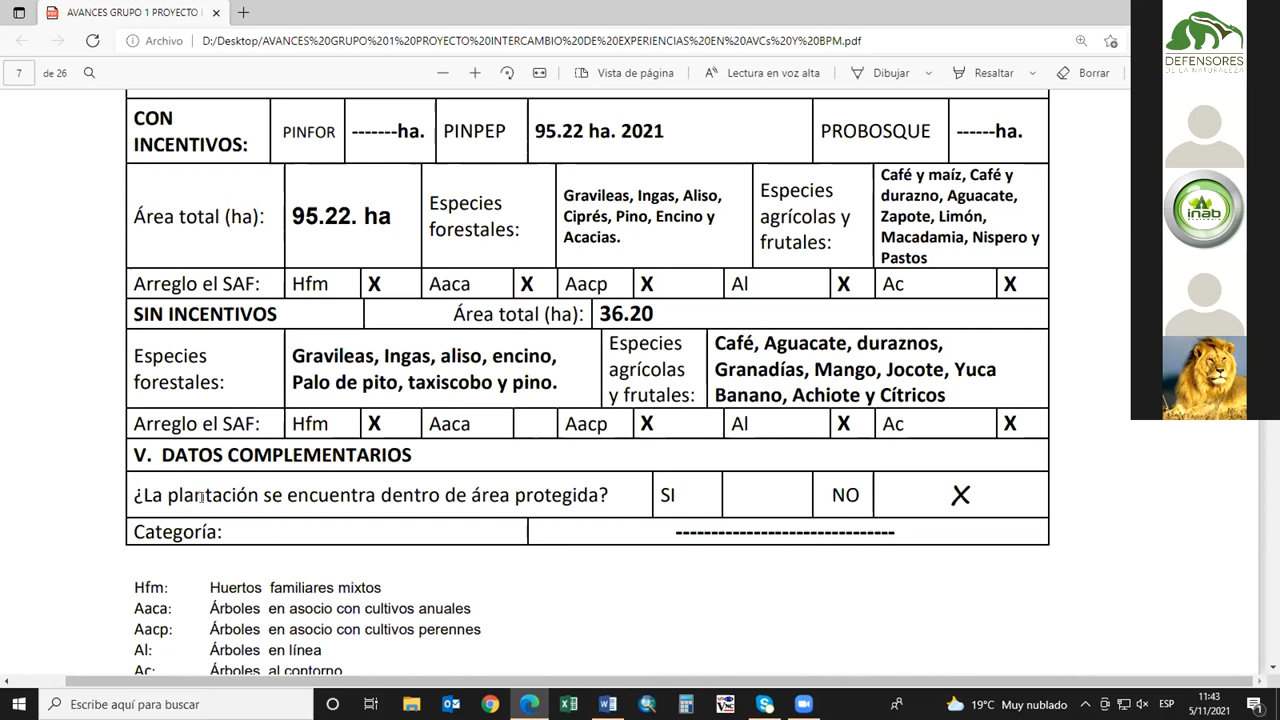 AVANCES GRUPO 1 PROYECTO
Archivo D:/Desktop/AVANCES%20GRUPO%201%20PROYECTO%20INTERCAMBIO%20DE%20EXPERIENCIAS%20EN%20AVCs%20Y%20BPM.pdf
7 de 26 Vista de página Lectura en voz alta Dibujar Resaltar Borrar
CON
INCENTIVOS:
PINFOR
-------ha.
PINPEP
95.22 ha. 2021
PROBOSQUE
------ha.
Área total (ha):
95.22. ha
Especies
forestales:
Gravileas, Ingas, Aliso,
Ciprés, Pino, Encino y
Acacias.
Especies
agrícolas y
frutales:
Café y maíz, Café y
durazno, Aguacate,
Zapote, Limón,
Macadamia, Nispero y
Pastos
Arreglo el SAF: Hfm X Aaca X Aacp X Al X Ac X
SIN INCENTIVOS Área total (ha): 36.20
Especies
forestales:
Gravileas, Ingas, aliso, encino,
Palo de pito, taxiscobo y pino.
Especies
agrícolas
y frutales:
Café, Aguacate, duraznos,
Granadías, Mango, Jocote, Yuca
Banano, Achiote y Cítricos
Arreglo el SAF: Hfm X Aaca Aacp X Al X Ac X
V. DATOS COMPLEMENTARIOS
¿La plantación se encuentra dentro de área protegida? SI NO X
Categoría: ------------------------------
Hfm: Huertos familiares mixtos
Aaca: Árboles en asocio con cultivos anuales
Aacp: Árboles en asocio con cultivos perennes
Al: Árboles en línea
Ac: Árboles al contorno
DEFENSORES
DE LA NATURALEZA
inab
Escribe aquí para buscar
19°C Muy nublado
ESP
11:43
5/11/2021